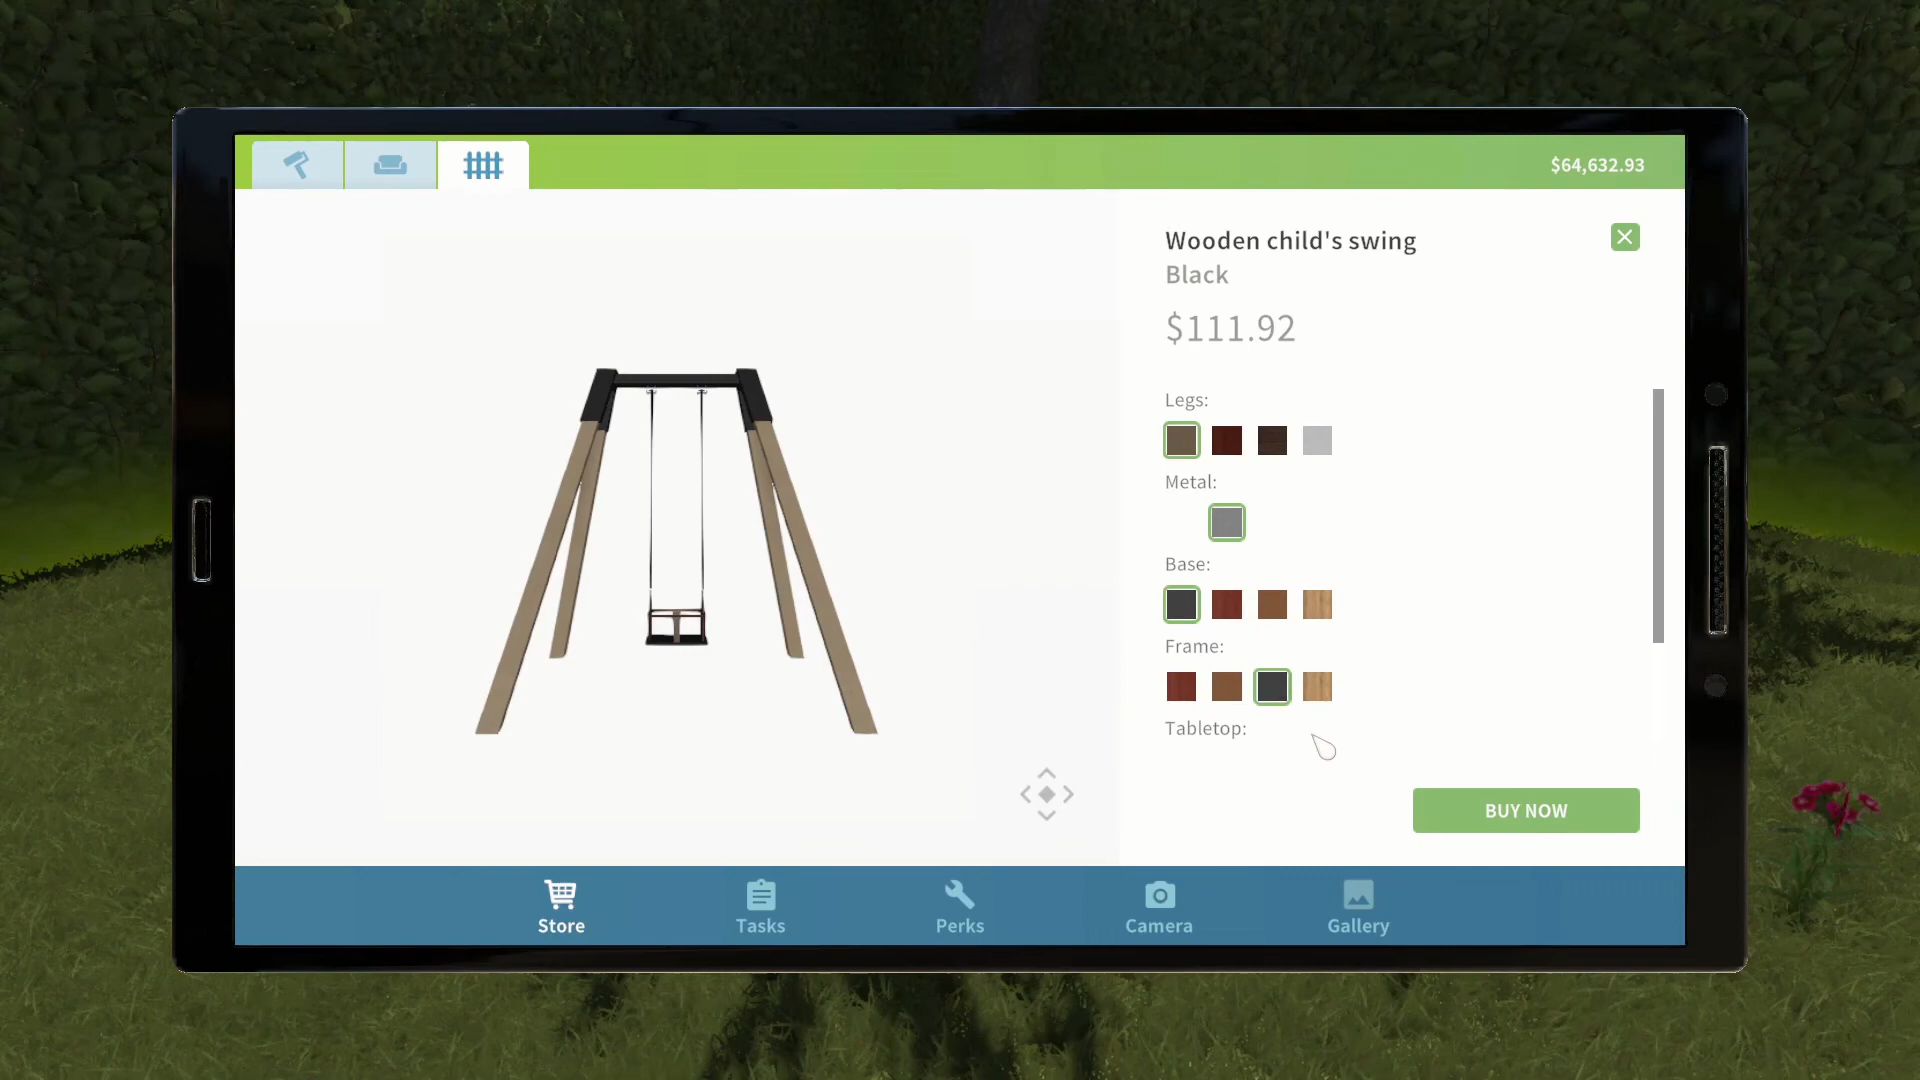 $64,632.93
Wooden child's swing
Black
$111.92
Legs:
Metal:
Base:
Frame:
Tabletop:
BUY NOW
Store
Tasks
Perks
Camera
Gallery